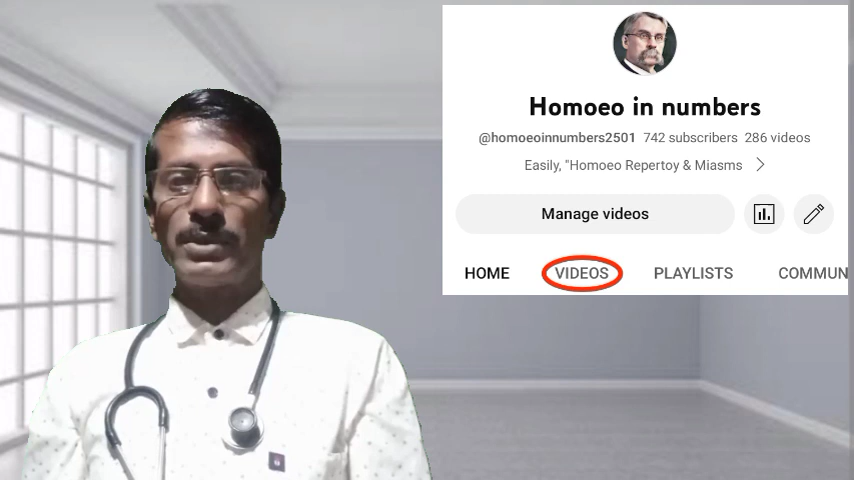 Homoeo in numbers
@homoeoinnumbers2501 742 subscribers 286 videos
Easily, "Homoeo Repertoy & Miasms
Manage videos
HOME VIDEOS PLAYLISTS COMMUN